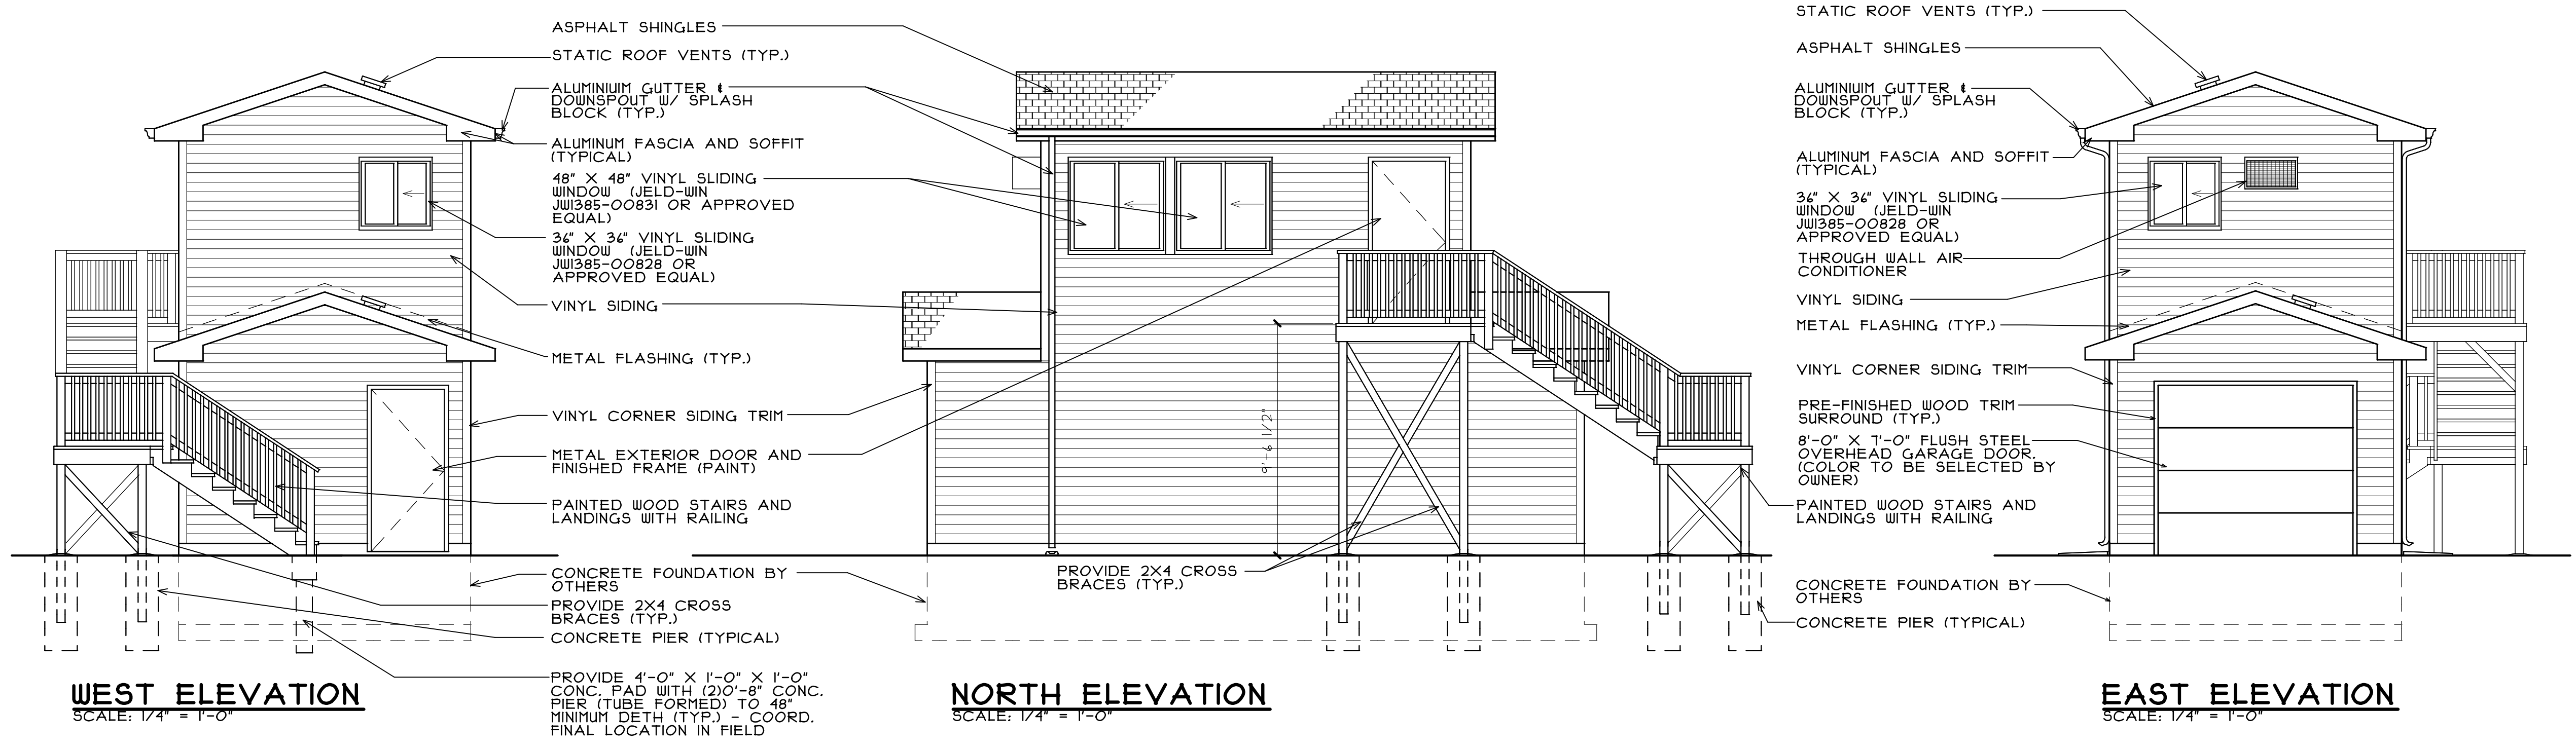 ASPHALT SHINGLES
STATIC ROOF VENTS (TYP.)
ALUMINIUM GUTTER &
DOWNSPOUT W/ SPLASH
BLOCK (TYP.)
ALUMINUM FASCIA AND SOFFIT
(TYPICAL)
48" X 48" VINYL SLIDING
WINDOW (JELD-WIN
JW1385-00831 OR APPROVED
EQUAL)
36" X 36" VINYL SLIDING
WINDOW (JELD-WIN
JW1385-00828 OR
APPROVED EQUAL)
VINYL SIDING
METAL FLASHING (TYP.)
VINYL CORNER SIDING TRIM
METAL EXTERIOR DOOR AND
FINISHED FRAME (PAINT)
PAINTED WOOD STAIRS AND
LANDINGS WITH RAILING
CONCRETE FOUNDATION BY
OTHERS
PROVIDE 2X4 CROSS
BRACES (TYP.)
CONCRETE PIER (TYPICAL)
PROVIDE 4'-0" X 1'-0" X 1'-0"
CONC. PAD WITH (2)0'-8" CONC.
PIER (TUBE FORMED) TO 48"
MINIMUM DETH (TYP.) - COORD.
FINAL LOCATION IN FIELD
WEST ELEVATION
SCALE: 1/4" = 1'-0"
9'-6 1/2"
PROVIDE 2X4 CROSS
BRACES (TYP.)
NORTH ELEVATION
SCALE: 1/4" = 1'-0"
STATIC ROOF VENTS (TYP.)
ASPHALT SHINGLES
ALUMINIUM GUTTER &
DOWNSPOUT W/ SPLASH
BLOCK (TYP.)
ALUMINUM FASCIA AND SOFFIT
(TYPICAL)
36" X 36" VINYL SLIDING
WINDOW (JELD-WIN
JW1385-00828 OR
APPROVED EQUAL)
THROUGH WALL AIR
CONDITIONER
VINYL SIDING
METAL FLASHING (TYP.)
VINYL CORNER SIDING TRIM
PRE-FINISHED WOOD TRIM
SURROUND (TYP.)
8'-0" X 7'-0" FLUSH STEEL
OVERHEAD GARAGE DOOR.
(COLOR TO BE SELECTED BY
OWNER)
PAINTED WOOD STAIRS AND
LANDINGS WITH RAILING
CONCRETE FOUNDATION BY
OTHERS
CONCRETE PIER (TYPICAL)
EAST ELEVATION
SCALE: 1/4" = 1'-0"